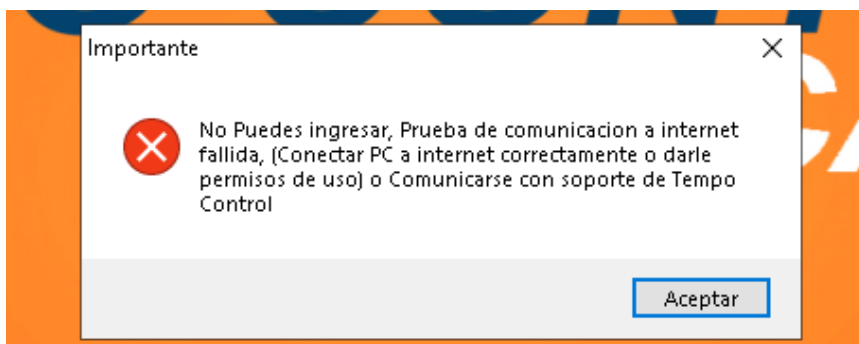 Importante
No Puedes ingresar, Prueba de comunicacion a internet
fallida, (Conectar PC a internet correctamente o darle
permisos de uso) o Comunicarse con soporte de Tempo
Control
Aceptar